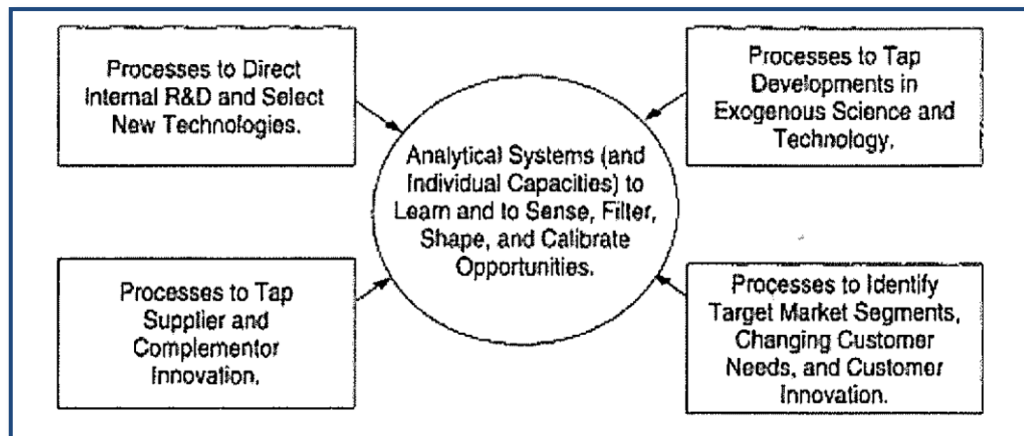 Processes to Direct
Internal R&D and Select
New Technologies.
Processes to Tap
Developments in
Exogenous Science and
Technology.
Analytical Systems (and
Individual Capacities) to
Learn and to Sense, Filter,
Shape, and Calibrate
Opportunities.
Processes to Tap
Supplier and
Complementor
Innovation.
Processes to Identify
Target Market Segments,
Changing Customer
Needs, and Customer
Innovation.